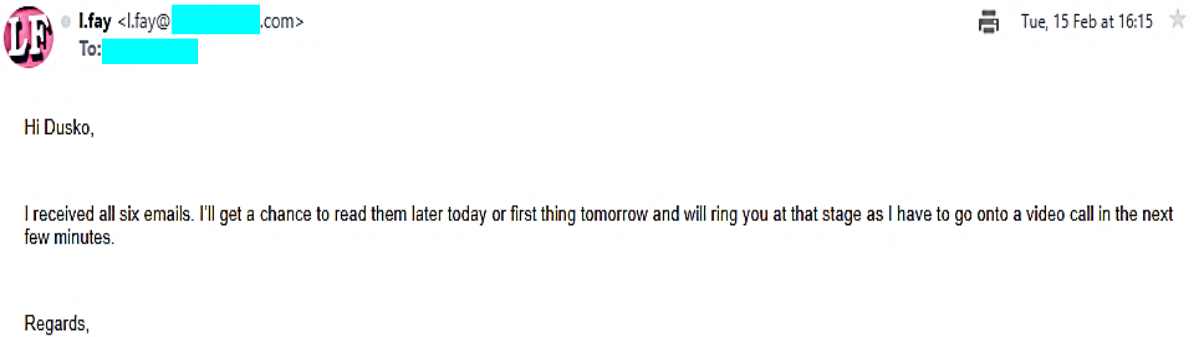 LF
l.fay <l.fay@ .com>
Tue, 15 Feb at 16:15
To:
Hi Dusko,
I received all six emails. I'll get a chance to read them later today or first thing tomorrow and will ring you at that stage as I have to go onto a video call in the next
few minutes.
Regards,